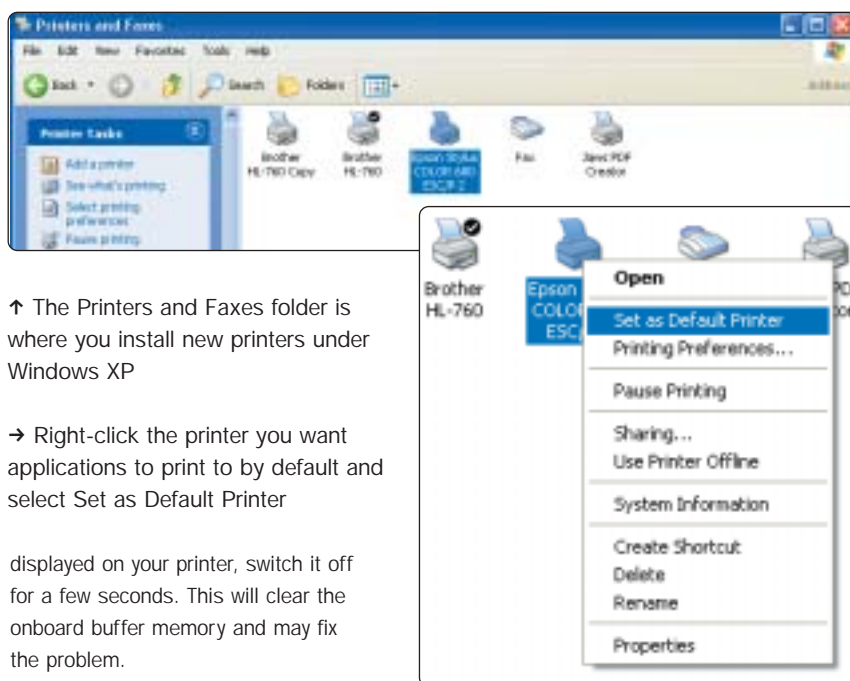 Printers and Faxes
File Edit View Favorites Tools Help
Back Search Folders
Printer Tasks
Add a printer
See what's printing
Select printing
preferences
Pause printing
Brother
HL-760 Copy
Brother
HL-760
Epson Stylus
COLOR 680
ESC/P 2
Fax
Jaws PDF
Creator
Brother
HL-760
Epson
COLO
ESC/
Open
Set as Default Printer
Printing Preferences...
Pause Printing
Sharing...
Use Printer Offline
System Information
Create Shortcut
Delete
Rename
Properties
↑ The Printers and Faxes folder is
where you install new printers under
Windows XP
→ Right-click the printer you want
applications to print to by default and
select Set as Default Printer
displayed on your printer, switch it off
for a few seconds. This will clear the
onboard buffer memory and may fix
the problem.